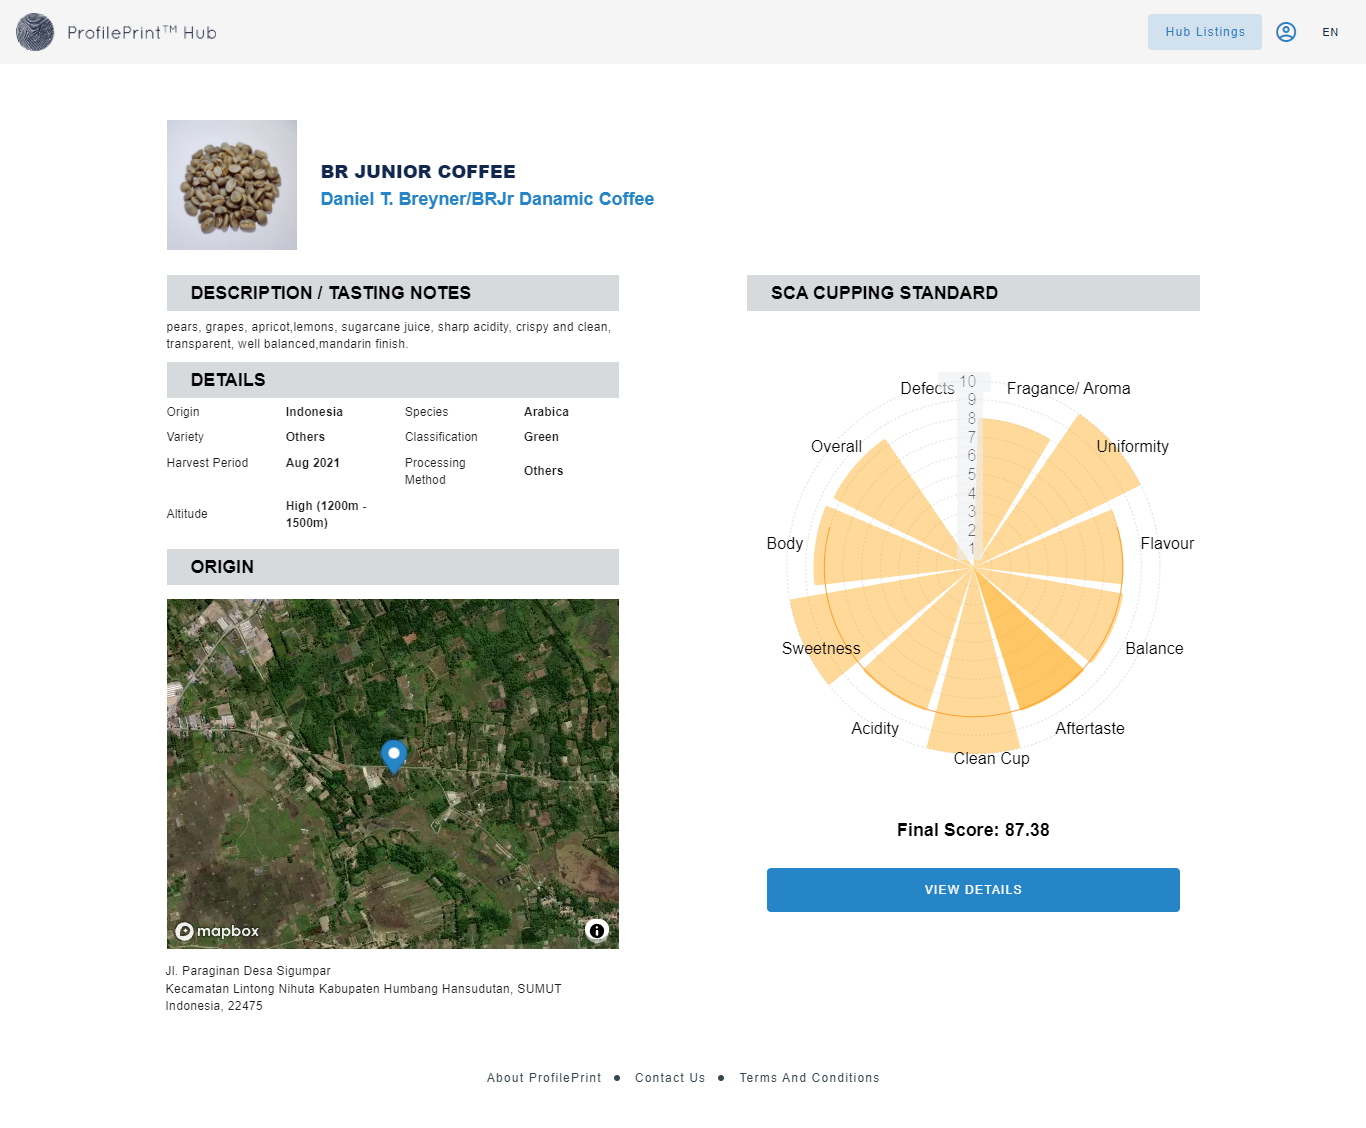 ProfilePrint™ Hub
Hub Listings
EN
BR JUNIOR COFFEE
Daniel T. Breyner/BRJr Danamic Coffee
DESCRIPTION / TASTING NOTES
pears, grapes, apricot,lemons, sugarcane juice, sharp acidity, crispy and clean,
transparent, well balanced,mandarin finish.
DETAILS
Origin Indonesia Species Arabica
Variety Others Classification Green
Harvest Period Aug 2021 Processing Method Others
Altitude High (1200m - 1500m)
ORIGIN
mapbox
Jl. Paraginan Desa Sigumpar
Kecamatan Lintong Nihuta Kabupaten Humbang Hansudutan, SUMUT
Indonesia, 22475
SCA CUPPING STANDARD
Defects
10
Fragance/ Aroma
9
8
7
Overall
Uniformity
6
5
4
3
2
1
Body
Flavour
Sweetness
Balance
Acidity
Aftertaste
Clean Cup
Final Score: 87.38
VIEW DETAILS
About ProfilePrint • Contact Us • Terms And Conditions